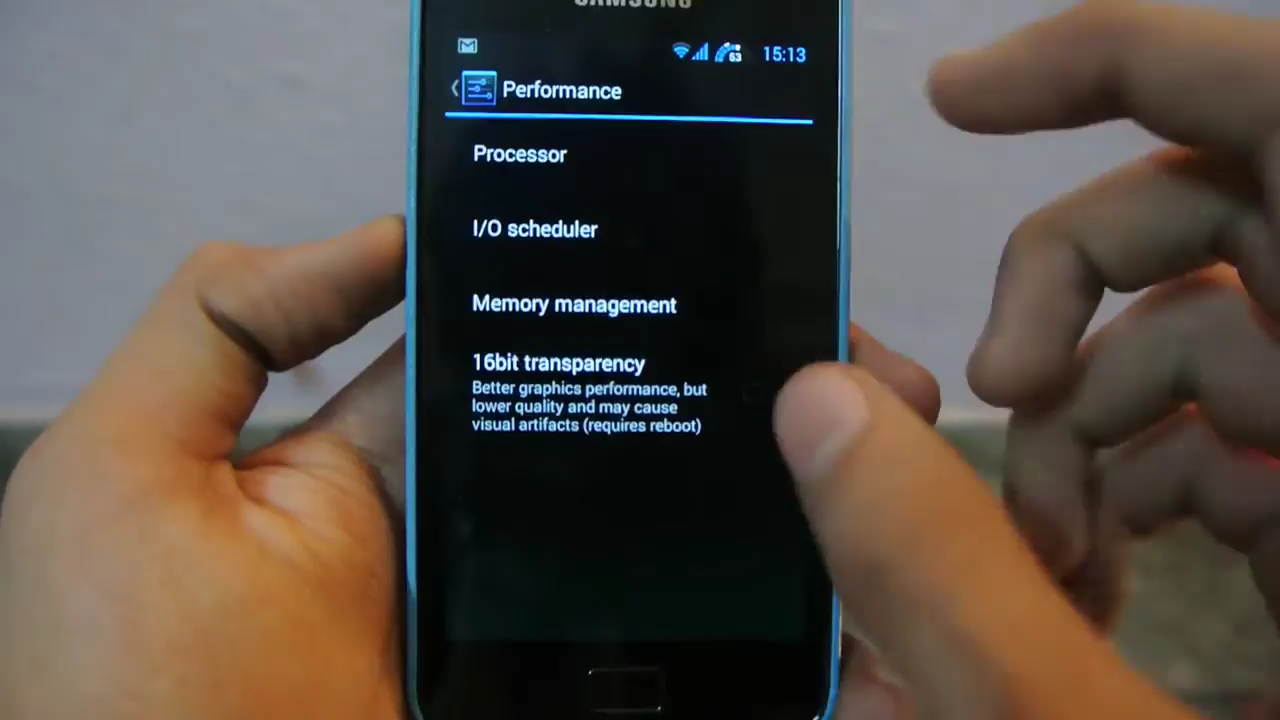 SAMSUNG
63 15:13
Performance
Processor
I/O scheduler
Memory management
16bit transparency
Better graphics performance, but
lower quality and may cause
visual artifacts (requires reboot)